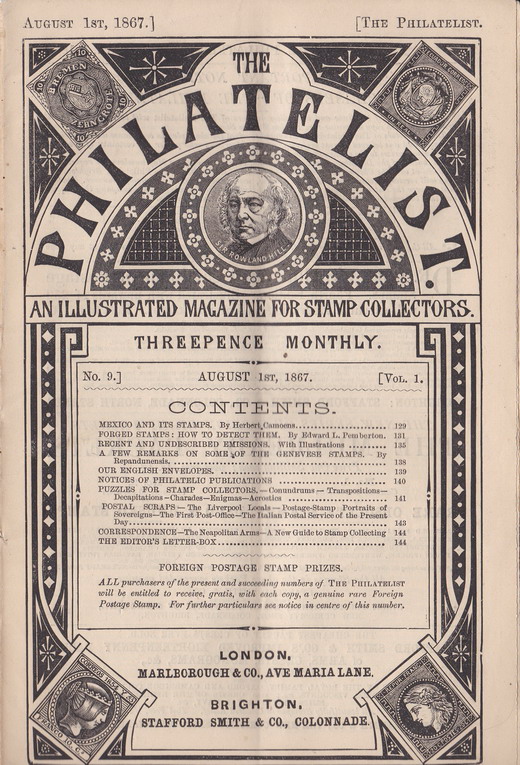 August 1st, 1867.] [The Philatelist.
BREMEN
ZEHN GROTE
10 10
THE
PHILATELIST.
SIR ROWLAND HILL
AN ILLUSTRATED MAGAZINE FOR STAMP COLLECTORS.
THREEPENCE MONTHLY.
No. 9.] AUGUST 1ST, 1867. [VOL. 1.
CONTENTS.
MEXICO AND ITS STAMPS. By Herbert Camoens. 129
FORGED STAMPS: HOW TO DETECT THEM. By Edward L. Pemberton. 131
RECENT AND UNDESCRIBED EMISSIONS. With Illustrations 135
A FEW REMARKS ON SOME OF THE GENEVESE STAMPS. By
Repandunensis. 138
OUR ENGLISH ENVELOPES. 139
NOTICES OF PHILATELIC PUBLICATIONS 140
PUZZLES FOR STAMP COLLECTORS.—Conundrums—Transpositions—
Decapitations—Charades—Enigmas—Acrostics 141
POSTAL SCRAPS—The Liverpool Locals—Postage-Stamp Portraits of
Sovereigns—The First Post-Office—The Italian Postal Service of the Present
Day 143
CORRESPONDENCE—The Neapolitan Arms—A New Guide to Stamp Collecting 144
THE EDITOR'S LETTER-BOX 144
FOREIGN POSTAGE STAMP PRIZES.
ALL purchasers of the present and succeeding numbers of THE PHILATELIST
will be entitled to receive, gratis, with each copy, a genuine rare Foreign
Postage Stamp. For further particulars see notice in centre of this number.
LONDON,
MARLBOROUGH & CO., AVE MARIA LANE.
BRIGHTON,
STAFFORD SMITH & CO., COLONNADE.
CORREOS
FRANCO